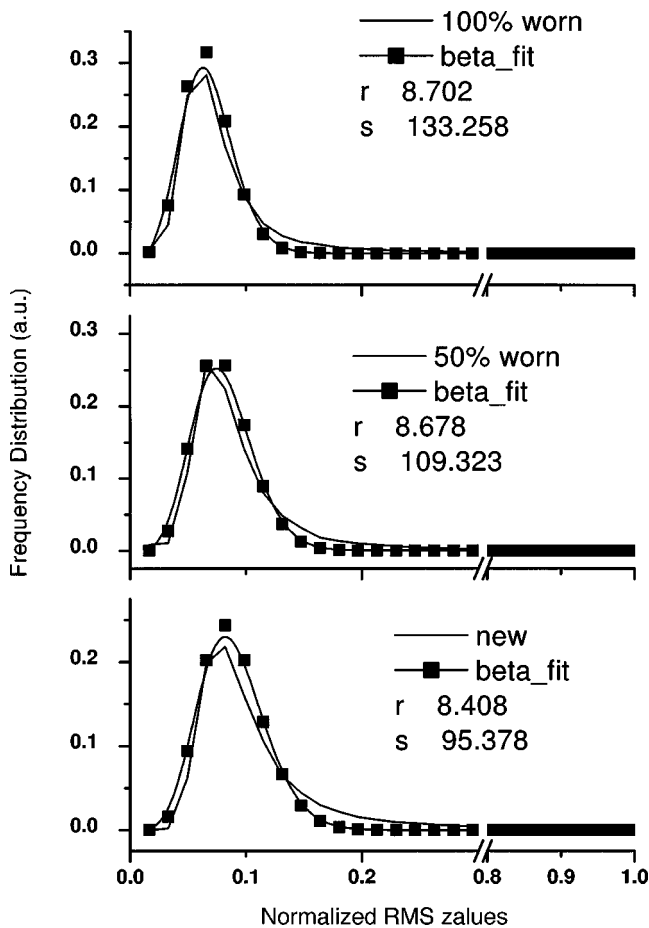 Frequency Distribution (a.u.)
100% worn
beta_fit
r 8.702
s 133.258
0.3
0.2
0.1
0.0
50% worn
beta_fit
r 8.678
s 109.323
0.3
0.2
0.1
0.0
new
beta_fit
r 8.408
s 95.378
0.2
0.1
0.0
0.0 0.1 0.2 0.8 0.9 1.0
Normalized RMS zalues